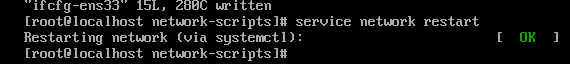 "ifcfg-ens33" 15L, 280C written
[root@localhost network-scripts]# service network restart
Restarting network (via systemctl):                        [  OK  ]
[root@localhost network-scripts]#